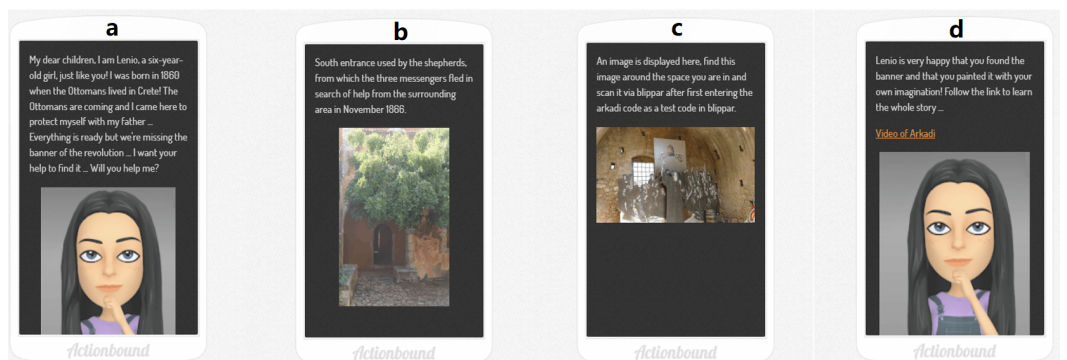 a
My dear children, I am Lenio, a six-year-
old girl, just like you! I was born in 1860
when the Ottomans lived in Crete! The
Ottomans are coming and I came here to
protect myself with my father ...
Everything is ready but we're missing the
banner of the revolution ... I want your
help to find it ... Will you help me?
Actionbound
b
South entrance used by the shepherds,
from which the three messengers fled in
search of help from the surrounding
area in November 1866.
Actionbound
c
An image is displayed here, find this
image around the space you are in and
scan it via blippar after first entering the
arkadi code as a test code in blippar.
Actionbound
d
Lenio is very happy that you found the
banner and that you painted it with your
own imagination! Follow the link to learn
the whole story ...
Video of Arkadi
Actionbound